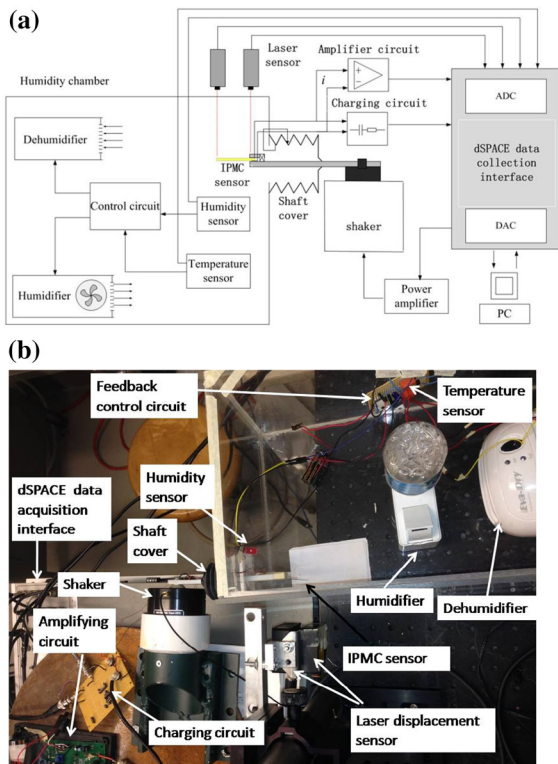 (a)
Laser
sensor
Amplifier circuit
i
Humidity chamber
Charging circuit
ADC
Dehumidifier
IPMC
sensor
dSPACE data
collection
interface
Control circuit
Humidity
sensor
Shaft
cover
shaker
DAC
Temperature
sensor
Humidifier
Power
amplifier
PC
(b)
Feedback
control circuit
Temperature
sensor
Humidity
sensor
dSPACE data
acquisition
interface
Shaft
cover
Shaker
Humidifier
Dehumidifier
Amplifying
circuit
IPMC sensor
Charging circuit
Laser displacement
sensor